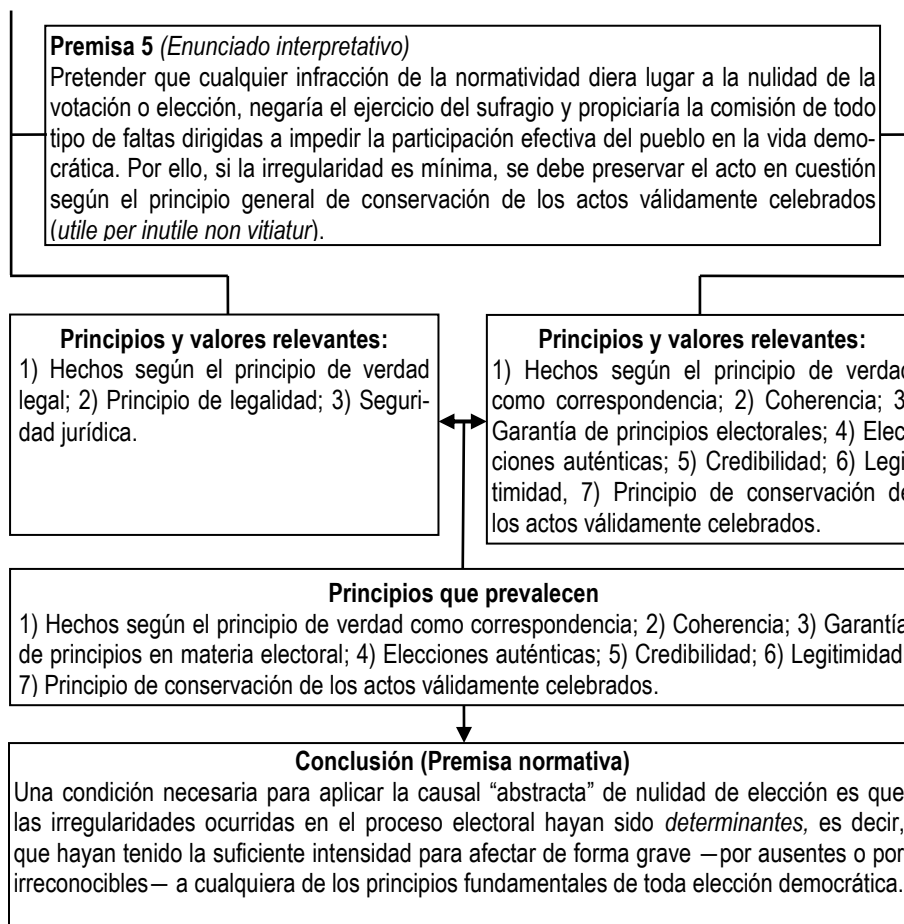 Premisa 5 (Enunciado interpretativo)
Pretender que cualquier infracción de la normatividad diera lugar a la nulidad de la
votación o elección, negaría el ejercicio del sufragio y propiciaría la comisión de todo
tipo de faltas dirigidas a impedir la participación efectiva del pueblo en la vida demo-
crática. Por ello, si la irregularidad es mínima, se debe preservar el acto en cuestión
según el principio general de conservación de los actos válidamente celebrados
(utile per inutile non vitiatur).
Principios y valores relevantes:
1) Hechos según el principio de verdad
legal; 2) Principio de legalidad; 3) Seguri-
dad jurídica.
Principios y valores relevantes:
1) Hechos según el principio de verdad
como correspondencia; 2) Coherencia; 3
Garantía de principios electorales; 4) Elec
ciones auténticas; 5) Credibilidad; 6) Legi
timidad, 7) Principio de conservación de
los actos válidamente celebrados.
Principios que prevalecen
1) Hechos según el principio de verdad como correspondencia; 2) Coherencia; 3) Garantía
de principios en materia electoral; 4) Elecciones auténticas; 5) Credibilidad; 6) Legitimidad
7) Principio de conservación de los actos válidamente celebrados.
Conclusión (Premisa normativa)
Una condición necesaria para aplicar la causal “abstracta” de nulidad de elección es que
las irregularidades ocurridas en el proceso electoral hayan sido determinantes, es decir,
que hayan tenido la suficiente intensidad para afectar de forma grave —por ausentes o por
irreconocibles— a cualquiera de los principios fundamentales de toda elección democrática.